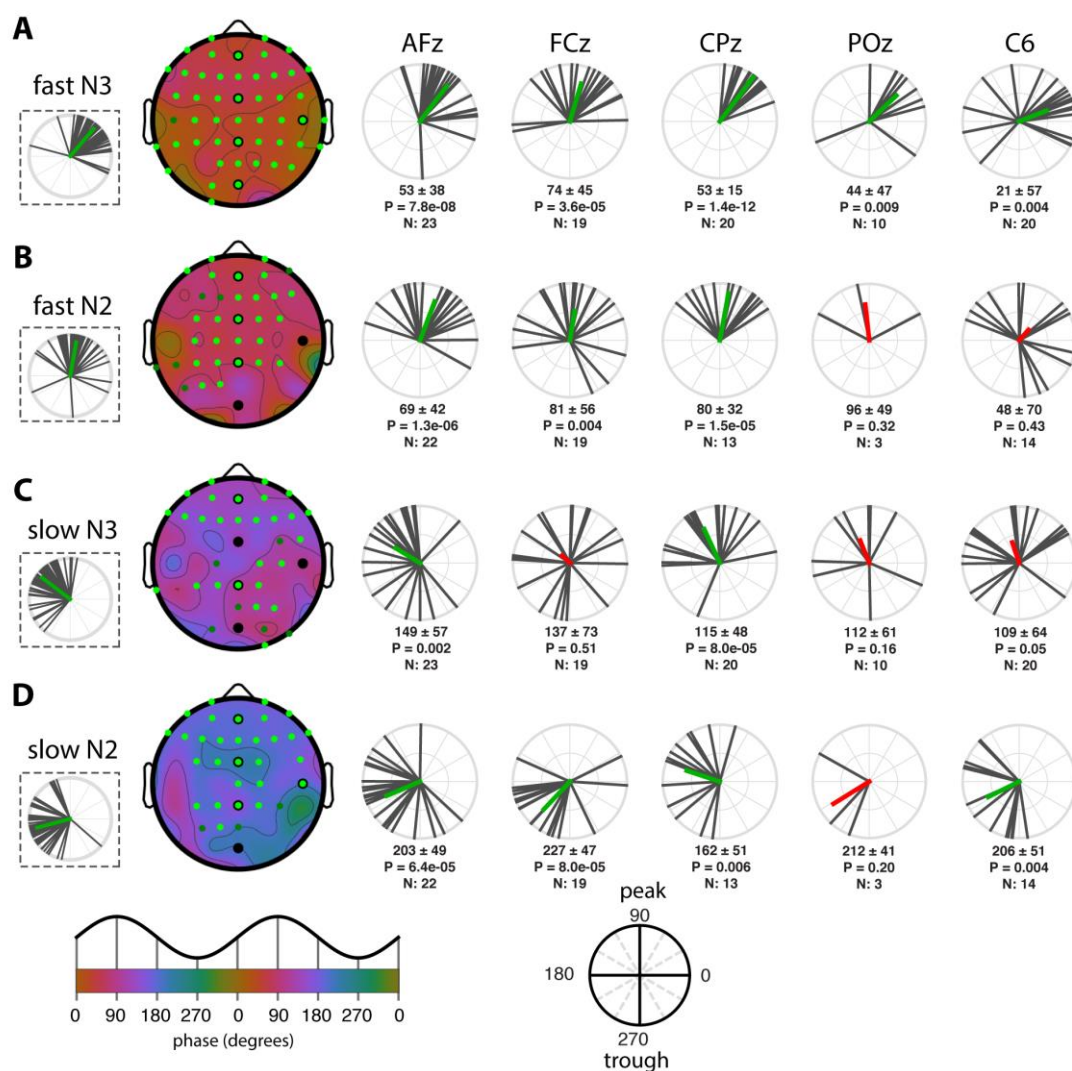 A
fast N3
AFz
FCz
CPz
POz
C6
53 ± 38
P = 7.8e-08
N: 23
74 ± 45
P = 3.6e-05
N: 19
53 ± 15
P = 1.4e-12
N: 20
44 ± 47
P = 0.009
N: 10
21 ± 57
P = 0.004
N: 20
B
fast N2
69 ± 42
P = 1.3e-06
N: 22
81 ± 56
P = 0.004
N: 19
80 ± 32
P = 1.5e-05
N: 13
96 ± 49
P = 0.32
N: 3
48 ± 70
P = 0.43
N: 14
C
slow N3
149 ± 57
P = 0.002
N: 23
137 ± 73
P = 0.51
N: 19
115 ± 48
P = 8.0e-05
N: 20
112 ± 61
P = 0.16
N: 10
109 ± 64
P = 0.05
N: 20
D
slow N2
203 ± 49
P = 6.4e-05
N: 22
227 ± 47
P = 8.0e-05
N: 19
162 ± 51
P = 0.006
N: 13
212 ± 41
P = 0.20
N: 3
206 ± 51
P = 0.004
N: 14
0 90 180 270 0 90 180 270 0
phase (degrees)
peak
90
180 0
270
trough